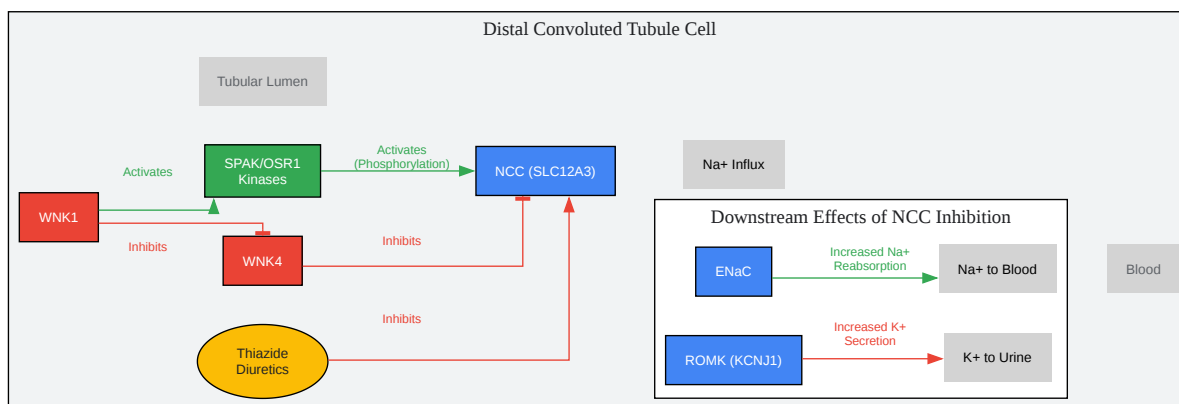 Distal Convoluted Tubule Cell
Tubular Lumen
Activates
SPAK/OSR1
Kinases
Activates
(Phosphorylation)
NCC (SLC12A3)
Na+ Influx
WNK1
Inhibits
WNK4
Inhibits
Inhibits
Thiazide
Diuretics
Downstream Effects of NCC Inhibition
ENaC
Increased Na+
Reabsorption
Na+ to Blood
Blood
ROMK (KCNJ1)
Increased K+
Secretion
K+ to Urine